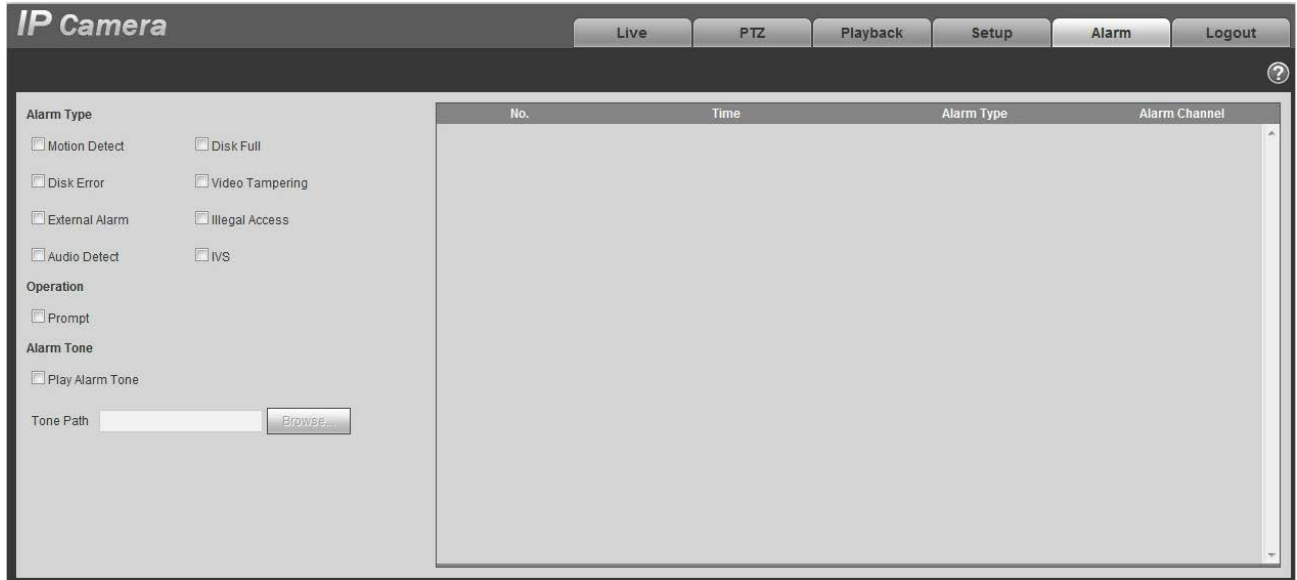 IP Camera
Live PTZ Playback Setup Alarm Logout
?
Alarm Type
Motion Detect Disk Full
Disk Error Video Tampering
External Alarm Illegal Access
Audio Detect IVS
Operation
Prompt
Alarm Tone
Play Alarm Tone
Tone Path Browse...
No. Time Alarm Type Alarm Channel